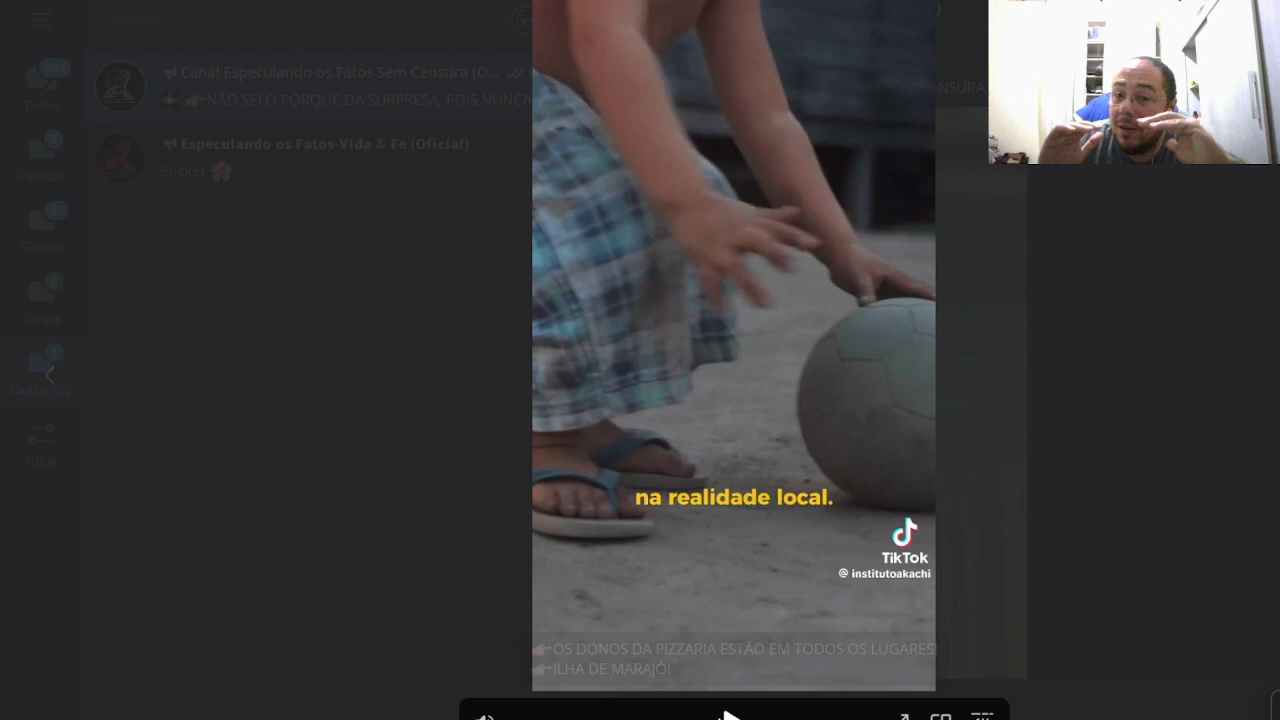 Todos
Canal Especulando os Fatos Sem Censura (O...
NÃO SEI O PORQUE DA SURPRESA, POIS NUNCA
Especulando os Fatos-Vida & Fe (Oficial)
Sticker
Pessoal
Grupos
Canais
Canais Esp
Editar
na realidade local.
TikTok
@ institutoakachi
OS DONOS DA PIZZARIA ESTÃO EM TODOS OS LUGARES!
ILHA DE MARAJÓ!